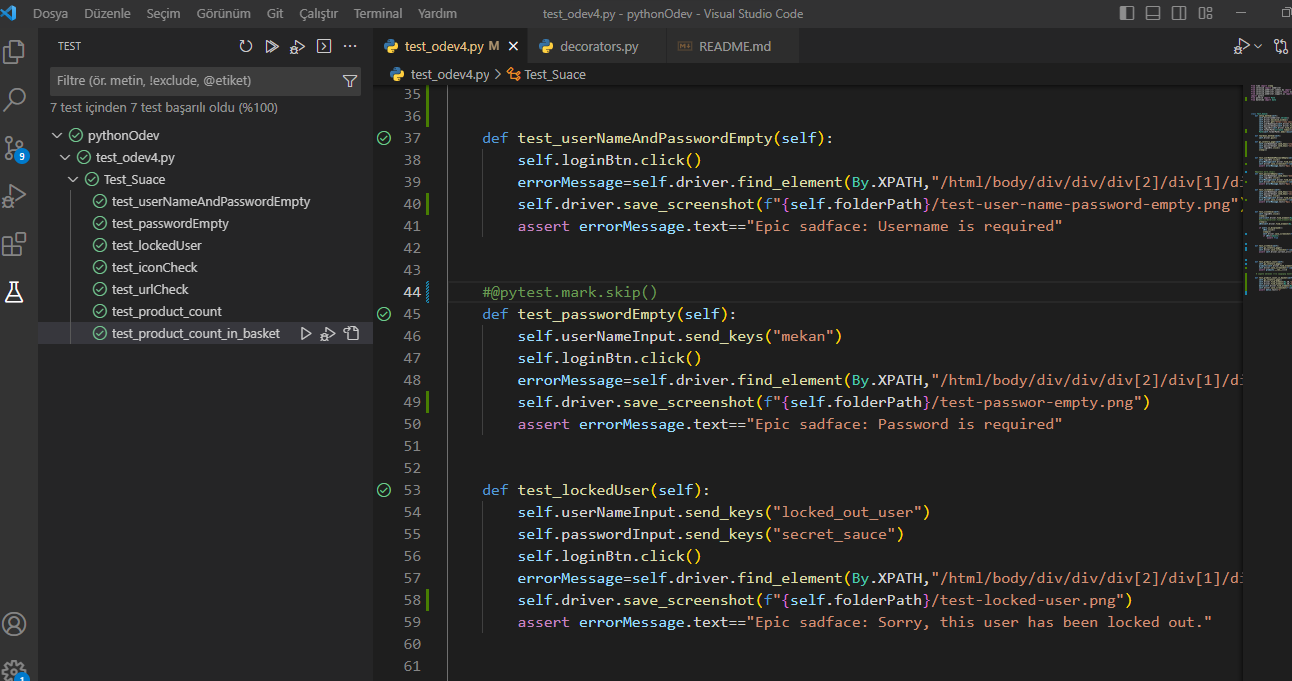 Dosya Düzenle Seçim Görünüm Git Çalıştır Terminal Yardım
test_odev4.py - pythonOdev - Visual Studio Code
TEST
Filtre (ör. metin, !exclude, @etiket)
7 test içinden 7 test başarılı oldu (%100)
pythonOdev
test_odev4.py
Test_Suace
test_userNameAndPasswordEmpty
test_passwordEmpty
test_lockedUser
test_iconCheck
test_urlCheck
test_product_count
test_product_count_in_basket
9
1
test_odev4.py M
decorators.py
README.md
test_odev4.py > Test_Suace
35
36
37 def test_userNameAndPasswordEmpty(self):
38 self.loginBtn.click()
39 errorMessage=self.driver.find_element(By.XPATH,"/html/body/div/div/div[2]/div[1]/di
40 self.driver.save_screenshot(f"{self.folderPath}/test-user-name-password-empty.png")
41 assert errorMessage.text=="Epic sadface: Username is required"
42
43
44 #@pytest.mark.skip()
45 def test_passwordEmpty(self):
46 self.userNameInput.send_keys("mekan")
47 self.loginBtn.click()
48 errorMessage=self.driver.find_element(By.XPATH,"/html/body/div/div/div[2]/div[1]/di
49 self.driver.save_screenshot(f"{self.folderPath}/test-passwor-empty.png")
50 assert errorMessage.text=="Epic sadface: Password is required"
51
52
53 def test_lockedUser(self):
54 self.userNameInput.send_keys("locked_out_user")
55 self.passwordInput.send_keys("secret_sauce")
56 self.loginBtn.click()
57 errorMessage=self.driver.find_element(By.XPATH,"/html/body/div/div/div[2]/div[1]/di
58 self.driver.save_screenshot(f"{self.folderPath}/test-locked-user.png")
59 assert errorMessage.text=="Epic sadface: Sorry, this user has been locked out."
60
61